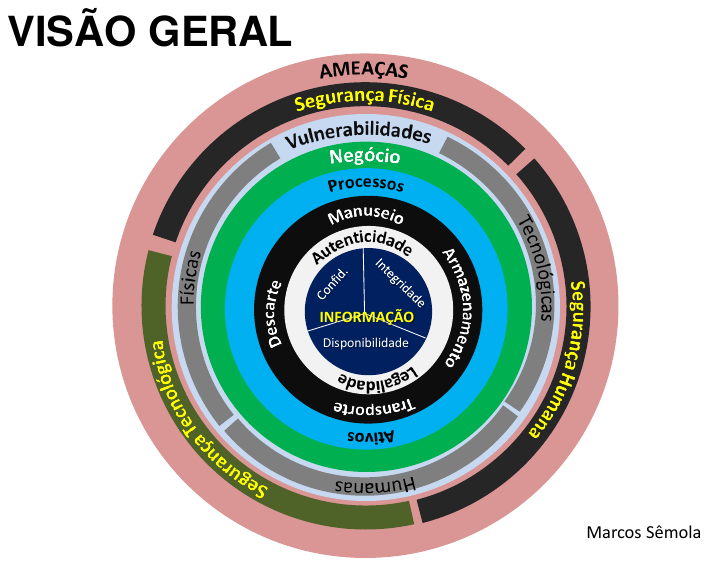 VISÃO GERAL
AMEAÇAS
Segurança Física
Vulnerabilidades
Negócio
Processos
Manuseio
Autenticidade
Confid.
Integridade
Físicas
Tecnológicas
Descarte
Armazenamento
INFORMAÇÃO
Disponibilidade
Segurança Humana
Segurança Tecnológica
Legalidade
Transporte
Ativos
Humanas
Marcos Sêmola